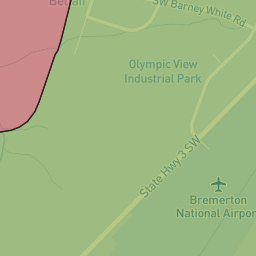 Belfair
SW Barney White Rd
Olympic View
Industrial Park
State Hwy 3 SW
Bremerton
National Airport